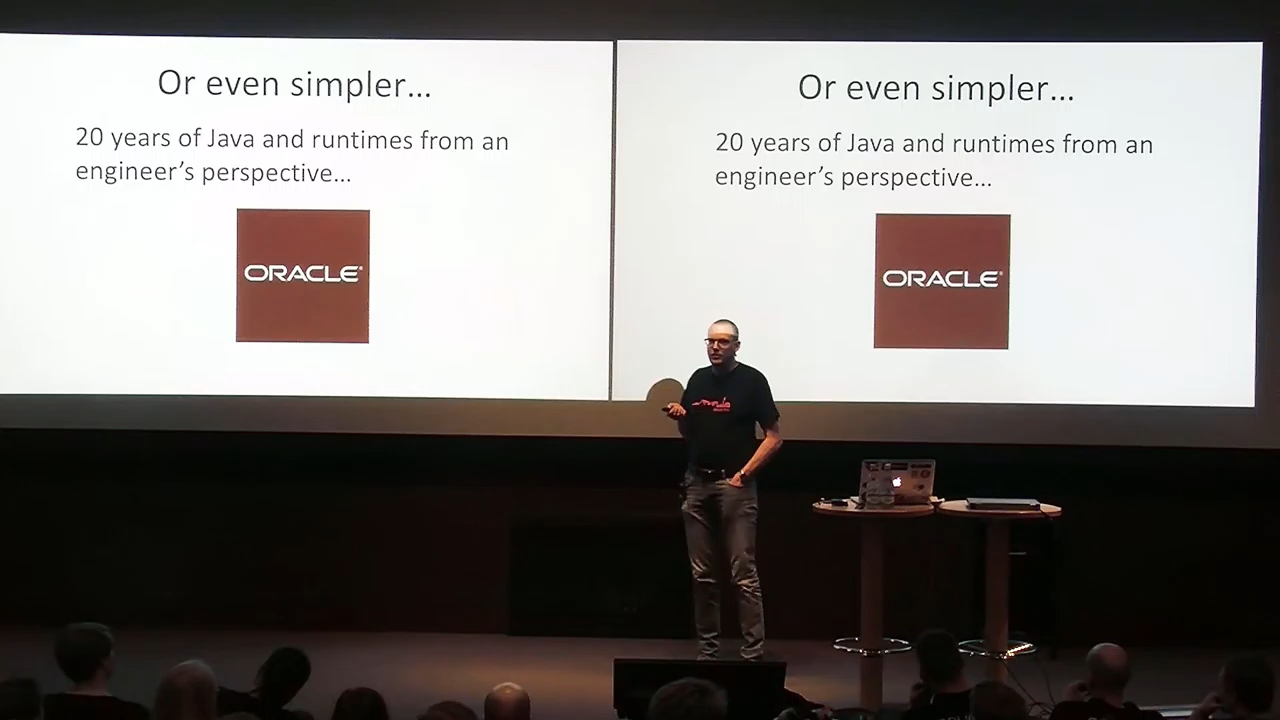 Or even simpler…
20 years of Java and runtimes from an
engineer’s perspective…
ORACLE®
Or even simpler…
20 years of Java and runtimes from an
engineer’s perspective…
ORACLE®